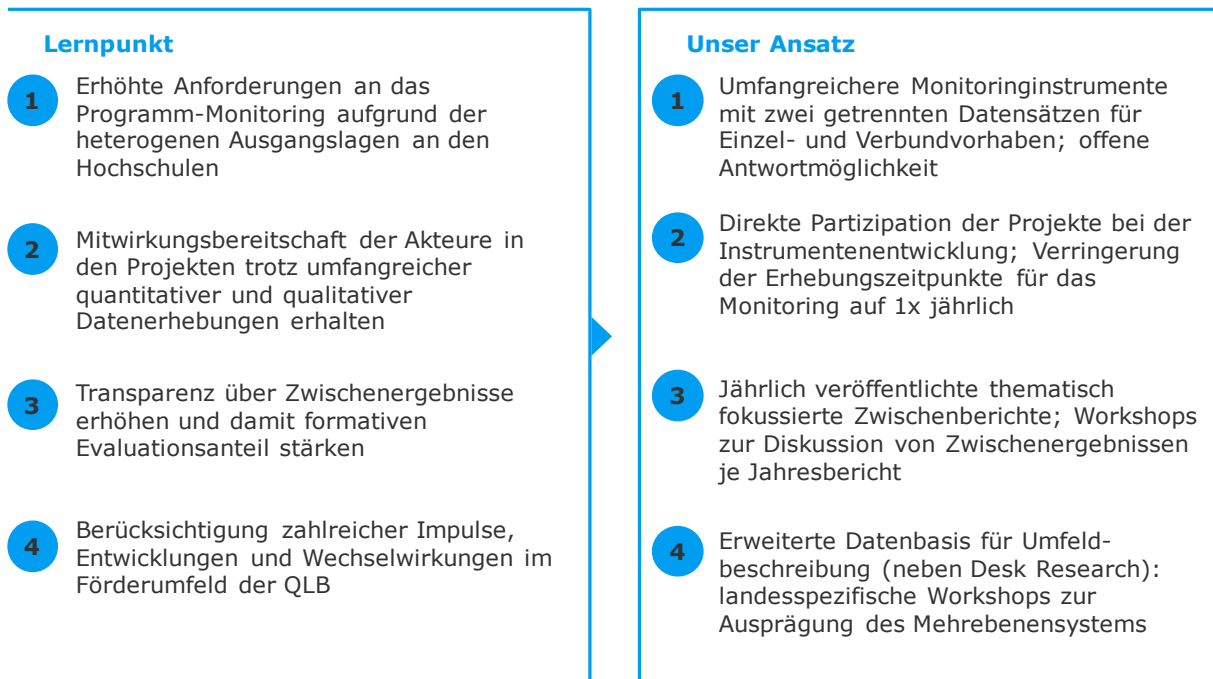 Lernpunkt
1
Erhöhte Anforderungen an das
Programm-Monitoring aufgrund der
heterogenen Ausgangslagen an den
Hochschulen
2
Mitwirkungsbereitschaft der Akteure in
den Projekten trotz umfangreicher
quantitativer und qualitativer
Datenerhebungen erhalten
3
Transparenz über Zwischenergebnisse
erhöhen und damit formativen
Evaluationsanteil stärken
4
Berücksichtigung zahlreicher Impulse,
Entwicklungen und Wechselwirkungen im
Förderumfeld der QLB
Unser Ansatz
1
Umfangreichere Monitoringinstrumente
mit zwei getrennten Datensätzen für
Einzel- und Verbundvorhaben; offene
Antwortmöglichkeit
2
Direkte Partizipation der Projekte bei der
Instrumentenentwicklung; Verringerung
der Erhebungszeitpunkte für das
Monitoring auf 1x jährlich
3
Jährlich veröffentlichte thematisch
fokussierte Zwischenberichte; Workshops
zur Diskussion von Zwischenergebnissen
je Jahresbericht
4
Erweiterte Datenbasis für Umfeld-
beschreibung (neben Desk Research):
landesspezifische Workshops zur
Ausprägung des Mehrebenensystems